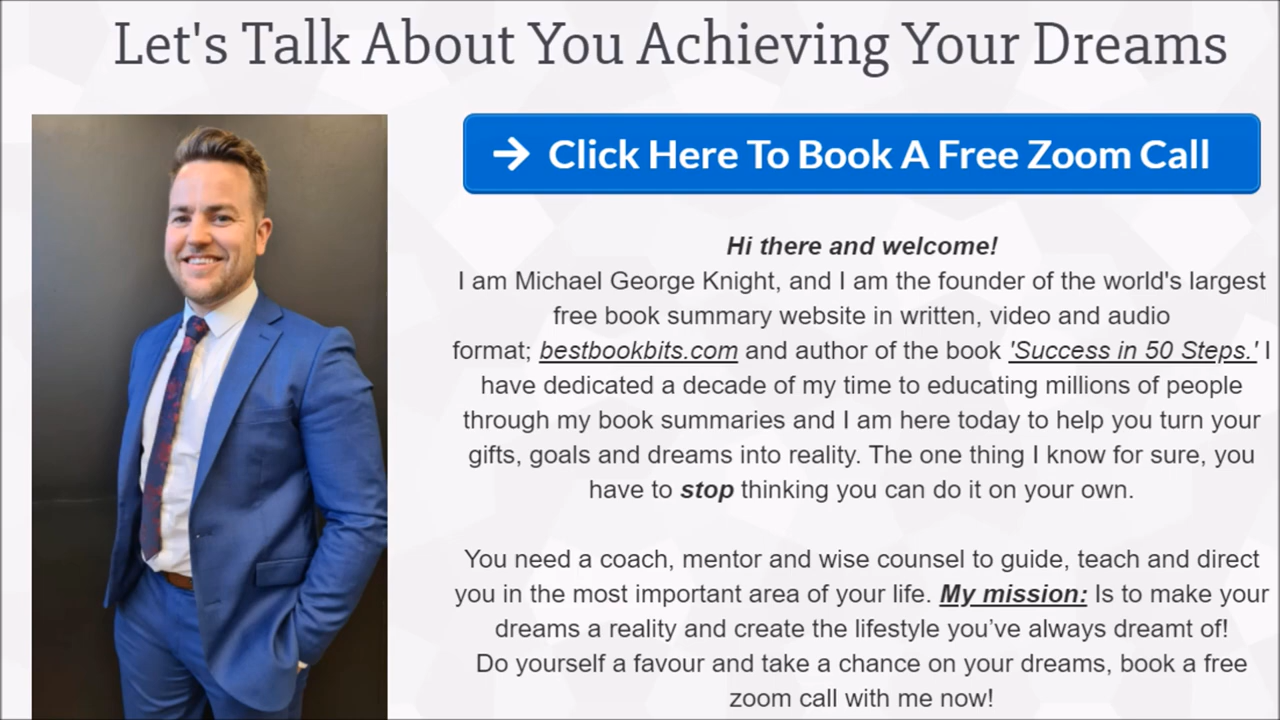 Let's Talk About You Achieving Your Dreams
Click Here To Book A Free Zoom Call
Hi there and welcome!
I am Michael George Knight, and I am the founder of the world's largest
free book summary website in written, video and audio
format; bestbookbits.com and author of the book 'Success in 50 Steps.' I
have dedicated a decade of my time to educating millions of people
through my book summaries and I am here today to help you turn your
gifts, goals and dreams into reality. The one thing I know for sure, you
have to stop thinking you can do it on your own.
You need a coach, mentor and wise counsel to guide, teach and direct
you in the most important area of your life. My mission: Is to make your
dreams a reality and create the lifestyle you’ve always dreamt of!
Do yourself a favour and take a chance on your dreams, book a free
zoom call with me now!